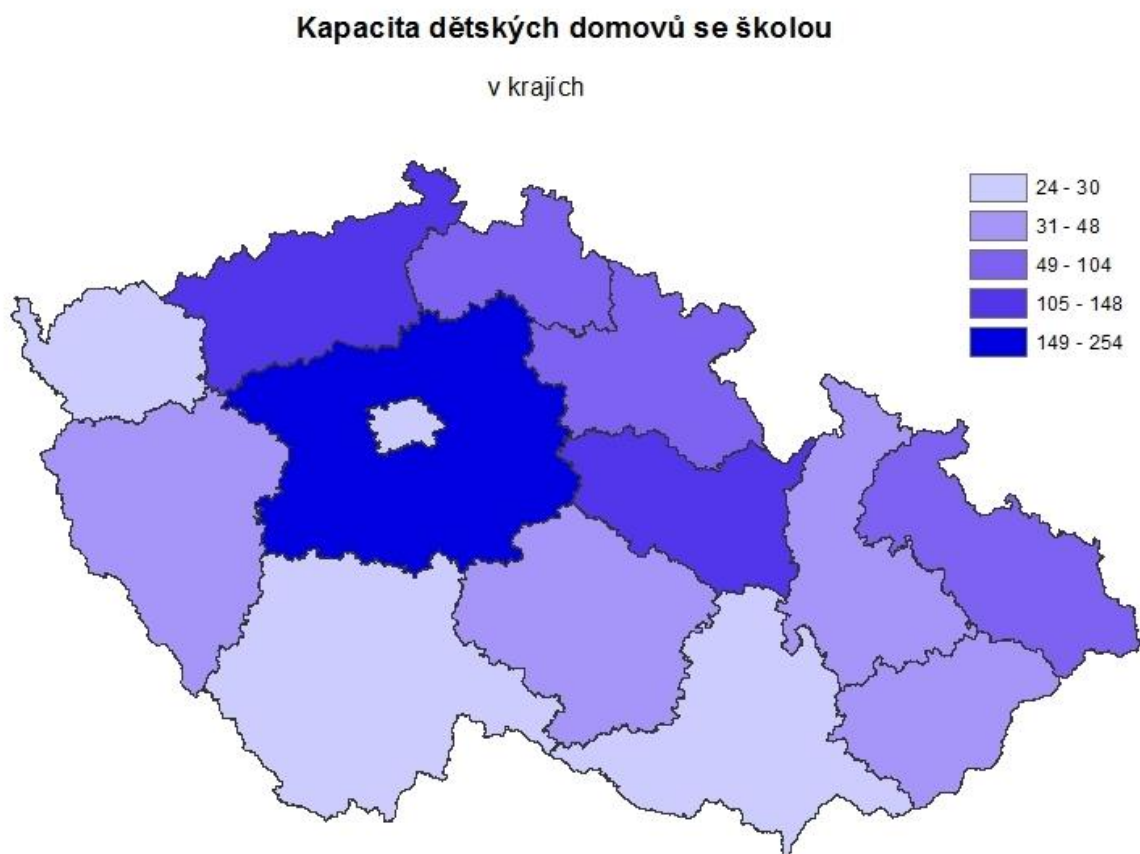 Kapacita dětských domovů se školou
v krajích
24 - 30
31 - 48
49 - 104
105 - 148
149 - 254